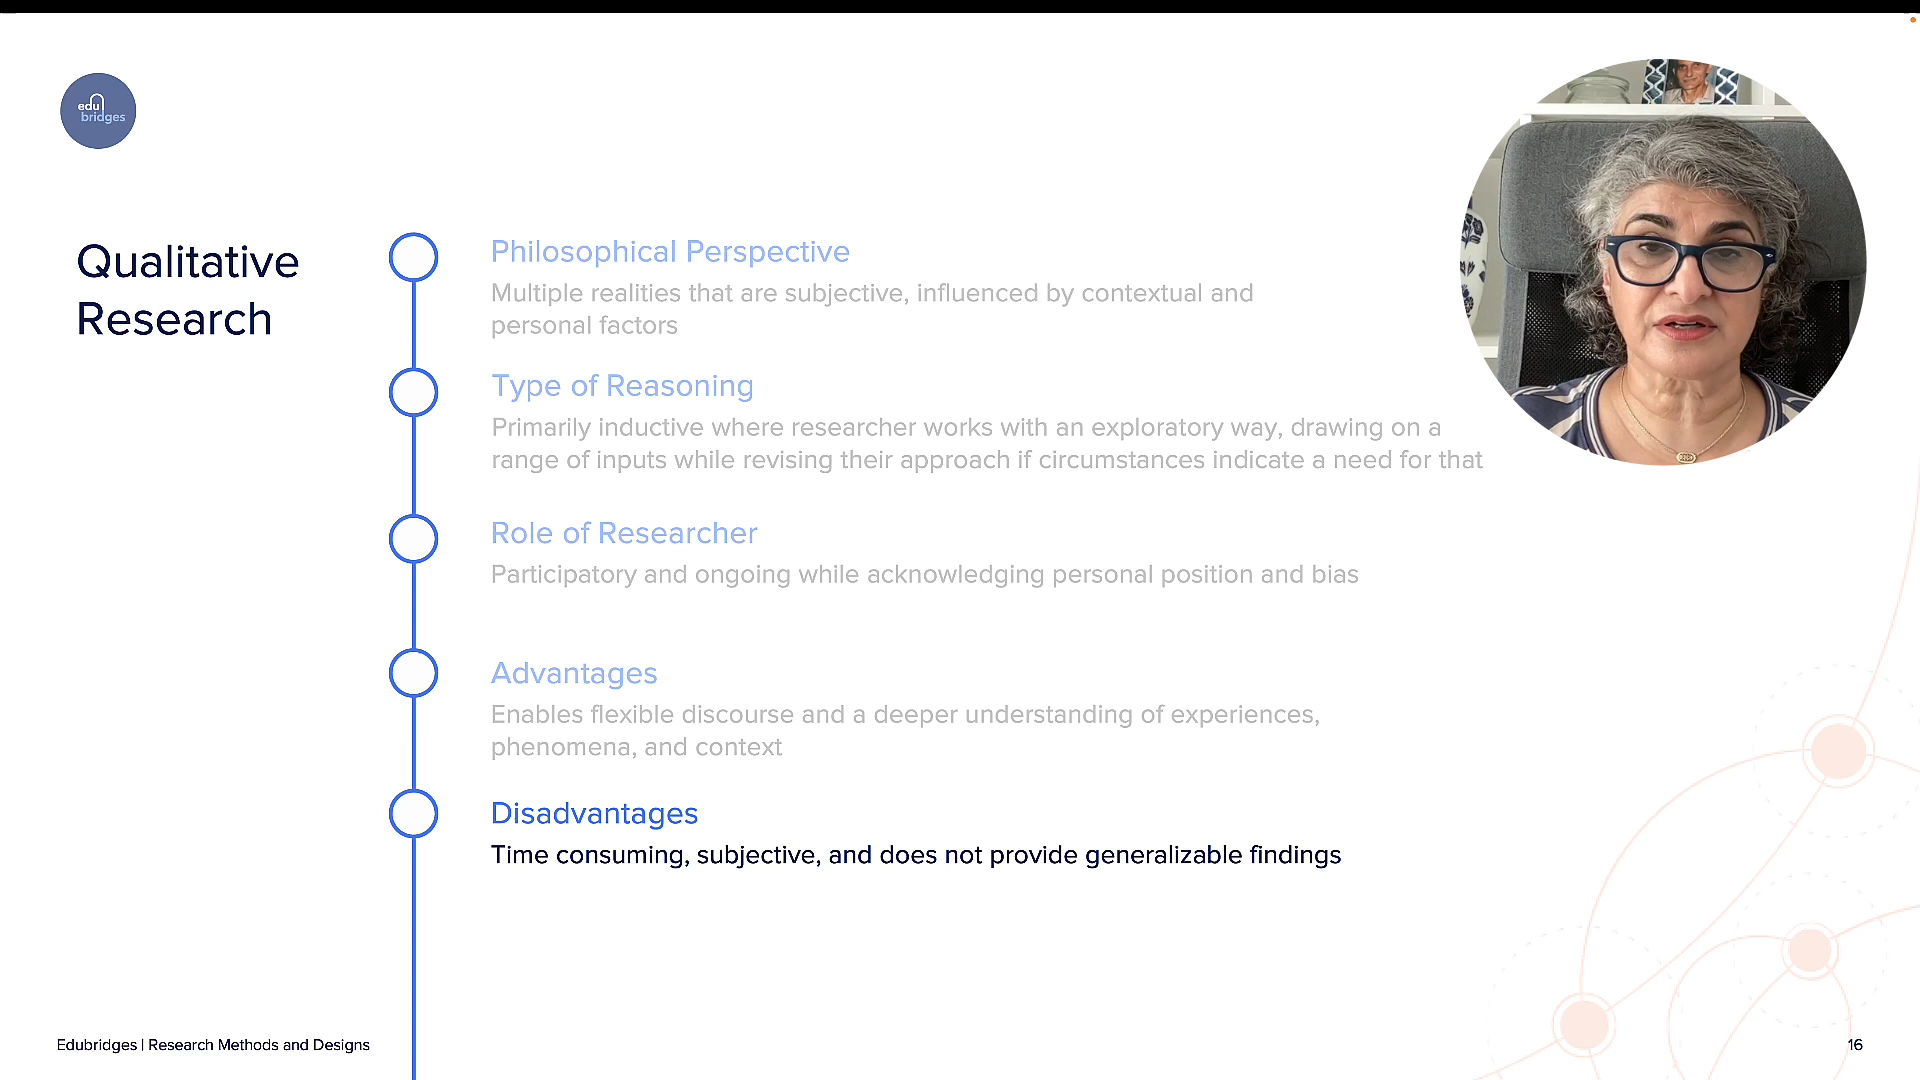 edu
bridges
Qualitative
Research
Philosophical Perspective
Multiple realities that are subjective, influenced by contextual and
personal factors
Type of Reasoning
Primarily inductive where researcher works with an exploratory way, drawing on a
range of inputs while revising their approach if circumstances indicate a need for that
Role of Researcher
Participatory and ongoing while acknowledging personal position and bias
Advantages
Enables flexible discourse and a deeper understanding of experiences,
phenomena, and context
Disadvantages
Time consuming, subjective, and does not provide generalizable findings
Edubridges | Research Methods and Designs
16